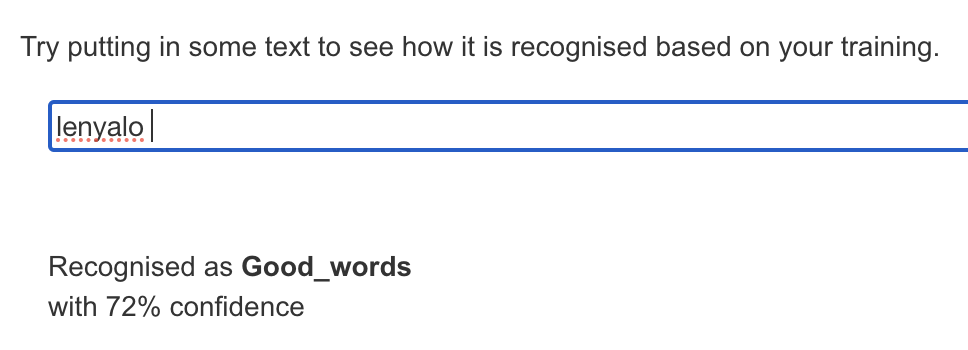 Try putting in some text to see how it is recognised based on your training.
lenyalo
Recognised as Good_words
with 72% confidence